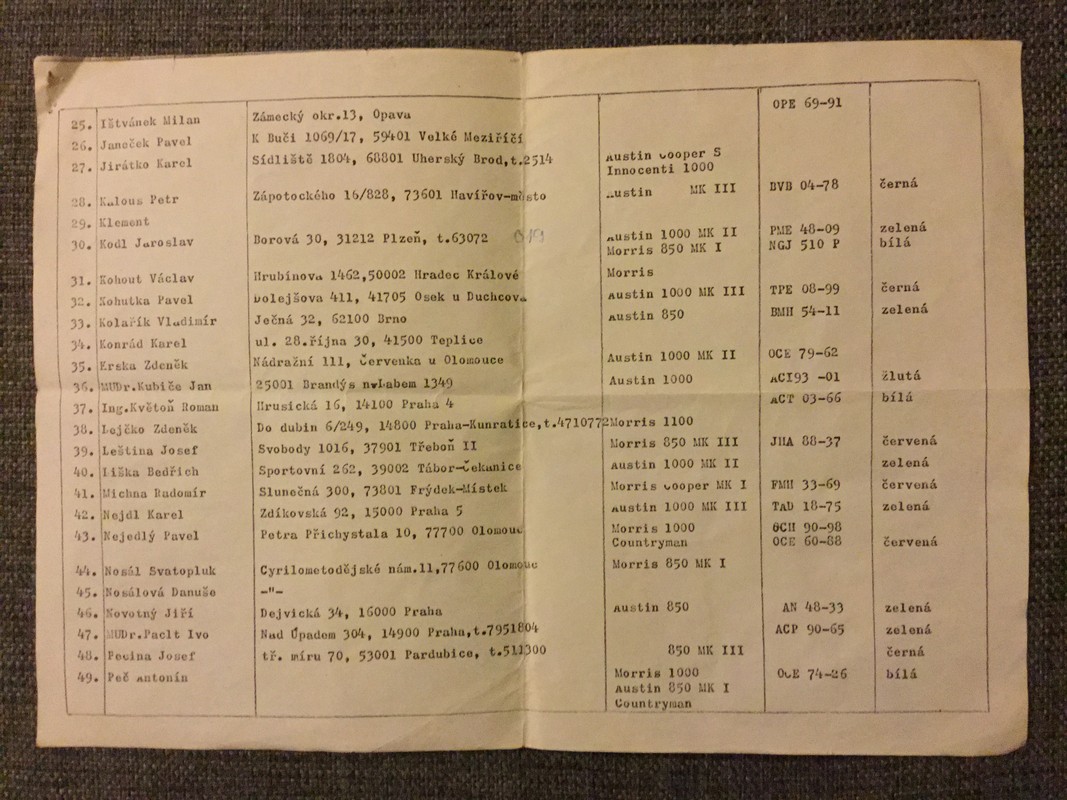 25. Ištvánek Milan Zámecký okr.13, Opava OPE 69-91
26. Janeček Pavel K Buči 1069/17, 59401 Velké Meziříčí
27. Jirátko Karel Sídliště 1804, 68801 Uherský Brod,t.2514 Austin Cooper S
Innocenti 1000
28. Kalous Petr Zápotockého 16/828, 73601 Havířov-město Austin MK III BVB 04-78 černá
29. Klement
30. Kodl Jaroslav Borová 30, 31212 Plzeň, t.63072 Austin 1000 MK II PME 48-09 zelená
Morris 850 MK I NGJ 510 P bílá
31. Kohout Václav Hrubínova 1462,50002 Hradec Králové Morris
32. Kohutka Pavel Dolejšova 411, 41705 Osek u Duchcova Austin 1000 MK III TPE 08-99 černá
33. Kolařík Vladimír Ječná 32, 62100 Brno Austin 850 BMH 54-11 zelená
34. Konrád Karel ul. 28.října 30, 41500 Teplice
35. Krska Zdeněk Nádražní 111, Červenka u Olomouce Austin 1000 MK II OCE 79-62
36. MUDr.Kubiče Jan 25001 Brandýs n.Labem 1349 Austin 1000 ACI93 -01 žlutá
37. Ing.Květoň Roman Hrusická 16, 14100 Praha 4 ACT 03-66 bílá
38. Lejčko Zdeněk Do dubin 6/249, 14800 Praha-Kunratice,t.4710772 Morris 1100
39. Leština Josef Svobody 1016, 37901 Třeboň II Morris 850 MK III JHA 88-37 červená
40. Liška Bedřich Sportovní 262, 39002 Tábor-Čekanice Austin 1000 MK II zelená
41. Michna Radomír Slunečná 300, 73801 Frýdek-Místek Morris Cooper MK I FMH 33-69 červená
42. Nejdl Karel Zdíkovská 92, 15000 Praha 5 Austin 1000 MK III TAD 18-75 zelená
43. Nejedlý Pavel Petra Přichystala 10, 77700 Olomouc Morris 1000 OCH 90-98
Countryman OCE 60-88 červená
44. Nosál Svatopluk Cyrilometodějské nám.11,77600 Olomouc Morris 850 MK I
45. Nosálová Danuše -"-
46. Novotný Jiří Dejvická 34, 16000 Praha Austin 850 AN 48-33 zelená
47. MUDr.Paclt Ivo Nad Úpadem 304, 14900 Praha,t.7951804 ACP 90-65 zelená
48. Pecina Josef tř. míru 70, 53001 Pardubice, t.511300 850 MK III černá
49. Peč Antonín Morris 1000 OCE 74-26 bílá
Austin 850 MK I
Countryman